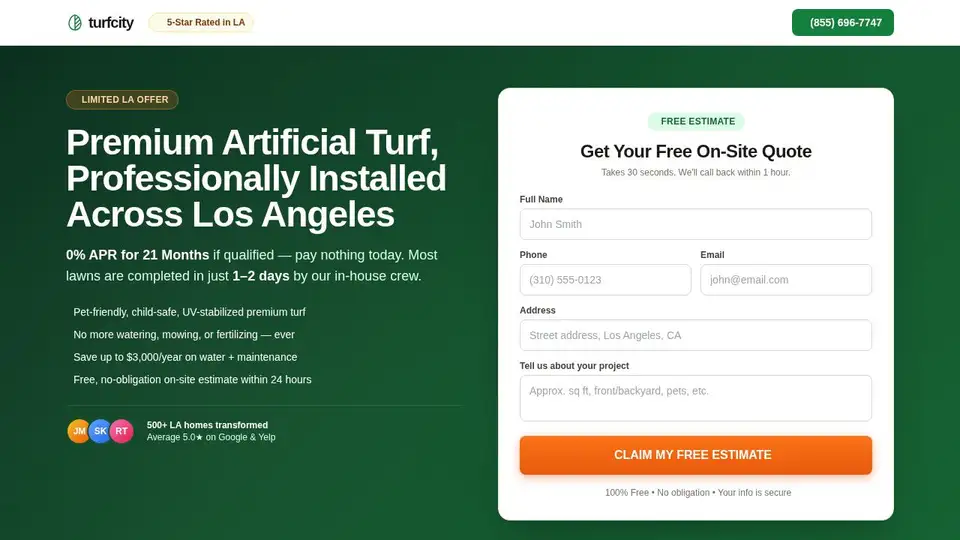 turfcity
5-Star Rated in LA
(855) 696-7747
LIMITED LA OFFER
Premium Artificial Turf,
Professionally Installed
Across Los Angeles
0% APR for 21 Months if qualified — pay nothing today. Most
lawns are completed in just 1–2 days by our in-house crew.
Pet-friendly, child-safe, UV-stabilized premium turf
No more watering, mowing, or fertilizing — ever
Save up to $3,000/year on water + maintenance
Free, no-obligation on-site estimate within 24 hours
JM SK RT
500+ LA homes transformed
Average 5.0★ on Google & Yelp
FREE ESTIMATE
Get Your Free On-Site Quote
Takes 30 seconds. We'll call back within 1 hour.
Full Name
John Smith
Phone
(310) 555-0123
Email
john@email.com
Address
Street address, Los Angeles, CA
Tell us about your project
Approx. sq ft, front/backyard, pets, etc.
CLAIM MY FREE ESTIMATE
100% Free • No obligation • Your info is secure